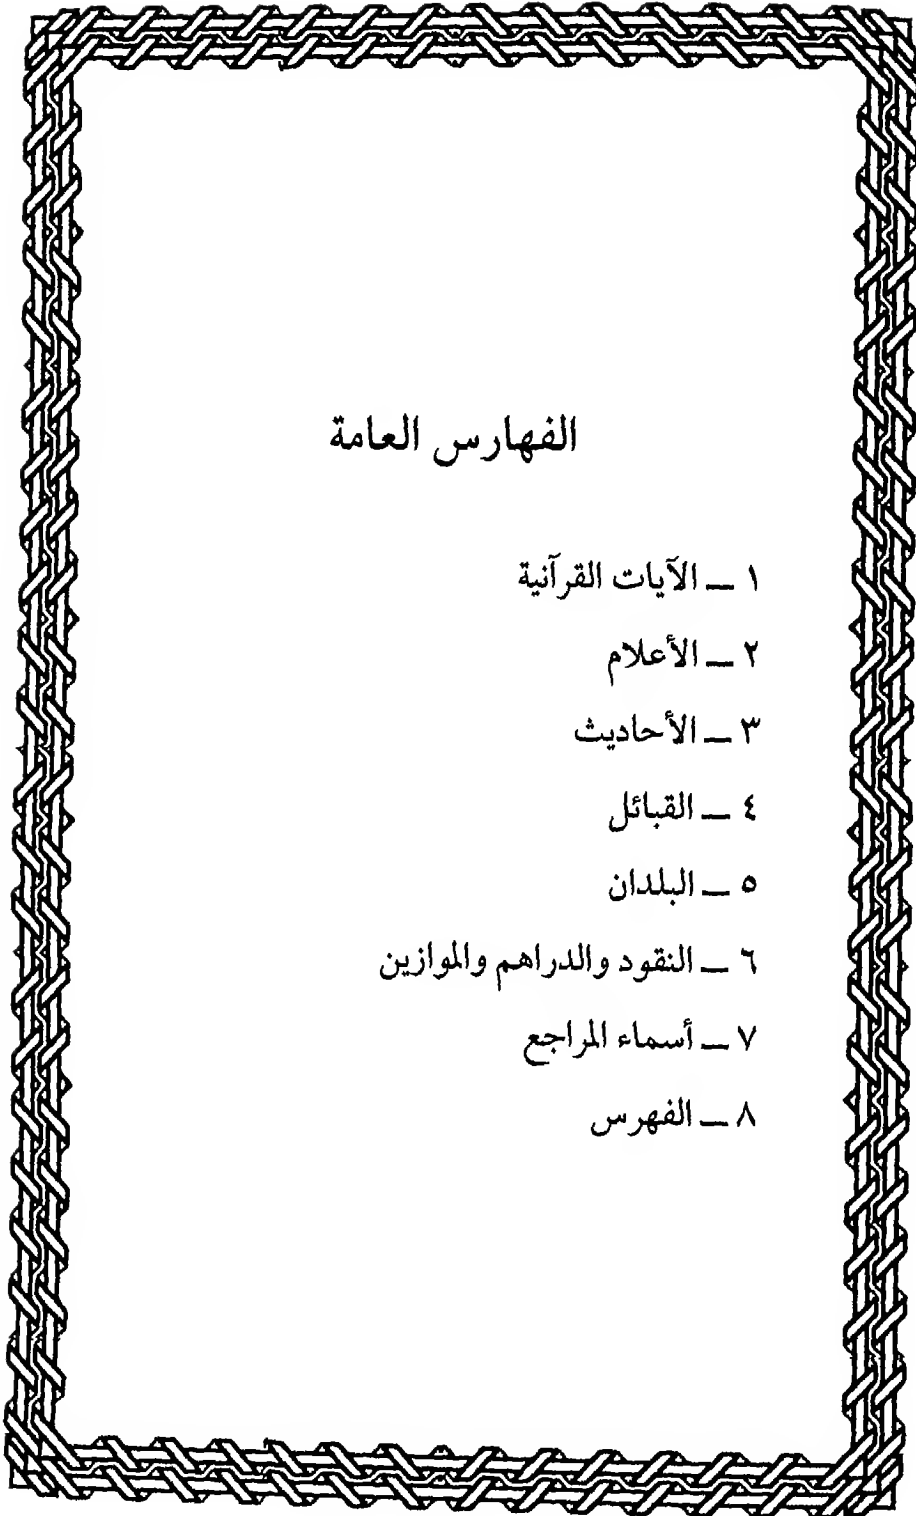 الفهارس العامة
١ ــ الآيات القرآنية
٢ ــ الأعلام
٣ ــ الأحاديث
٤ ــ القبائل
٥ ــ البلدان
٦ ــ النقود والدراهم والموازين
٧ ــ أسماء المراجع
٨ ــ الفهرس